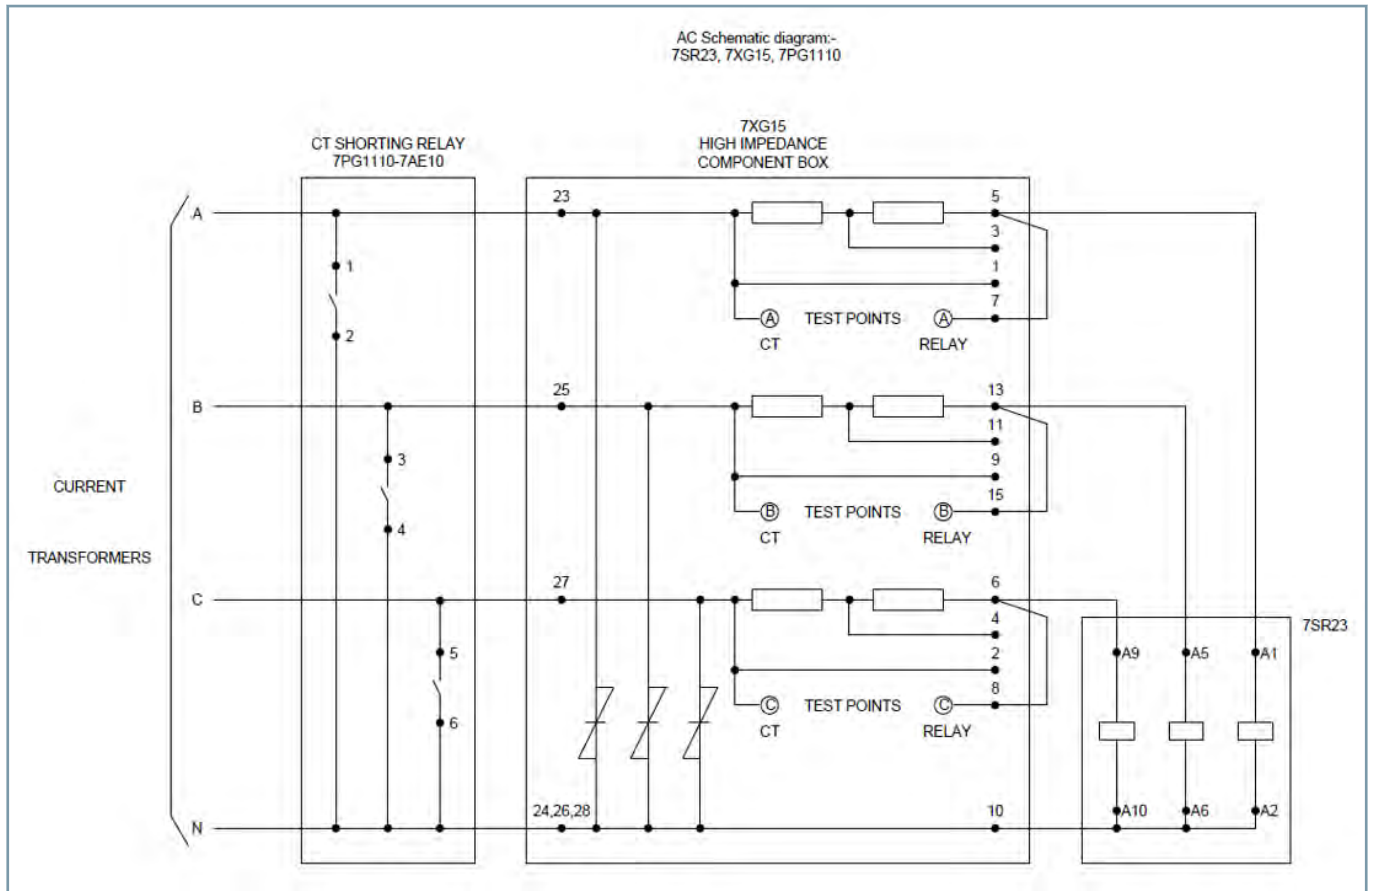 AC Schematic diagram:-
7SR23, 7XG15, 7PG1110
CT SHORTING RELAY
7PG1110-7AE10
7XG15
HIGH IMPEDANCE
COMPONENT BOX
A
23
5
3
1
1
7
A
TEST POINTS
A
2
CT
RELAY
B
25
13
11
3
9
15
B
TEST POINTS
B
4
CT
RELAY
CURRENT
TRANSFORMERS
C
27
6
4
7SR23
5
2
A9
A5
A1
8
C
TEST POINTS
C
6
CT
RELAY
N
24,26,28
10
A10
A6
A2